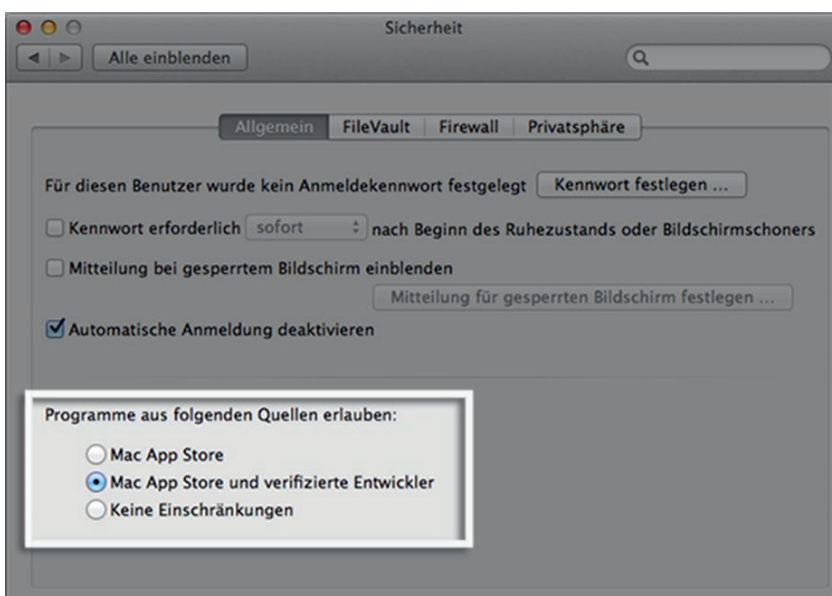 Sicherheit
Alle einblenden
Allgemein FileVault Firewall Privatsphäre
Für diesen Benutzer wurde kein Anmeldekennwort festgelegt Kennwort festlegen ...
Kennwort erforderlich sofort nach Beginn des Ruhezustands oder Bildschirmschoners
Mitteilung bei gesperrtem Bildschirm einblenden
Mitteilung für gesperrten Bildschirm festlegen ...
Automatische Anmeldung deaktivieren
Programme aus folgenden Quellen erlauben:
Mac App Store
Mac App Store und verifizierte Entwickler
Keine Einschränkungen